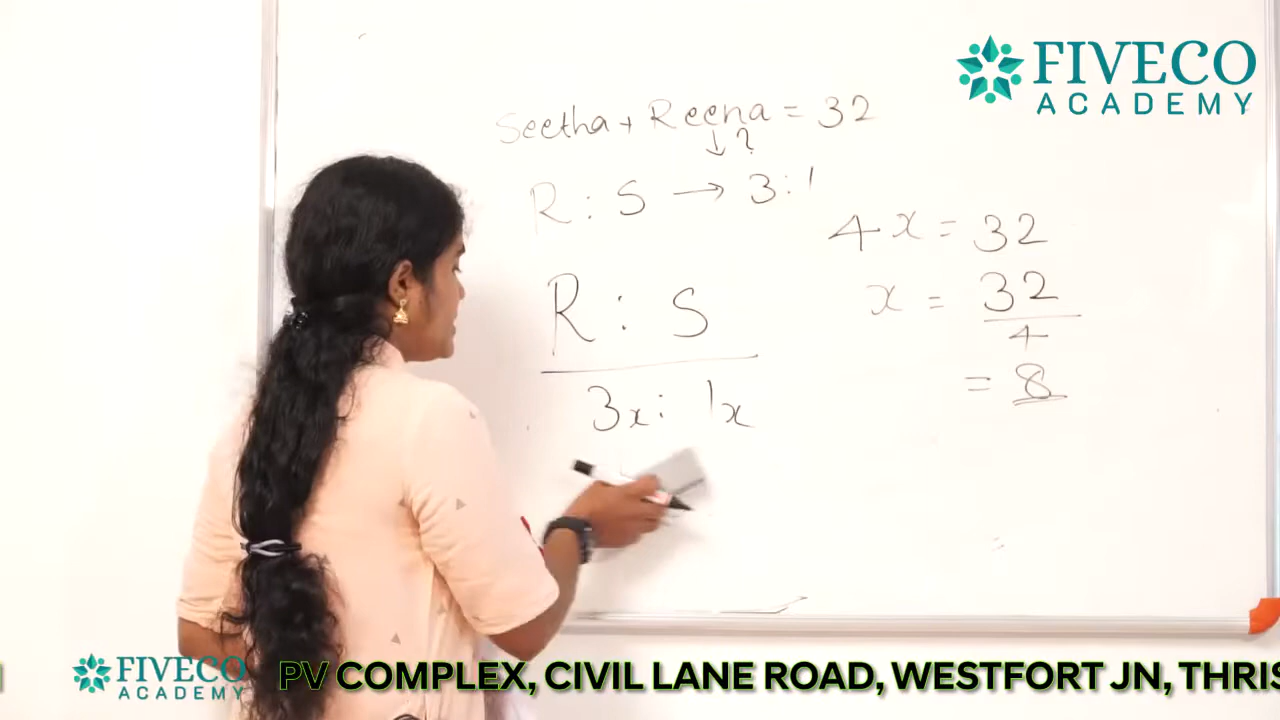 FIVECO
ACADEMY
Seetha + Reena = 32
↓ ?
R : S → 3:1
4x = 32
R : S
x = 32
4
3x : 1x
= 8
FIVECO
ACADEMY
PV COMPLEX, CIVIL LANE ROAD, WESTFORT JN, THRIS